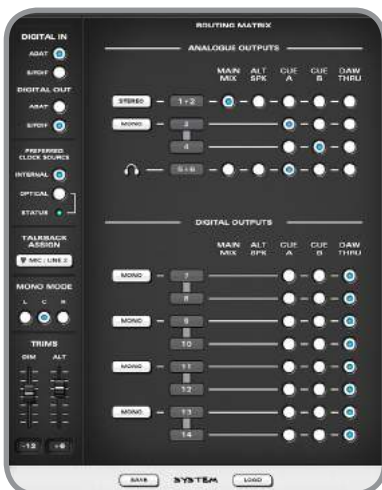 ROUTING MATRIX
DIGITAL IN
ADAT
S/PDIF
DIGITAL OUT
ADAT
S/PDIF
PREFERRED
CLOCK SOURCE
INTERNAL
OPTICAL
STATUS
TALKBACK
ASSIGN
MIC / LINE 2
MONO MODE
L C R
TRIMS
DIM ALT
-12 +6
ANALOGUE OUTPUTS
MAIN MIX ALT SPK CUE A CUE B DAW THRU
STEREO 1+2
MONO 3
4
5+6
DIGITAL OUTPUTS
MAIN MIX ALT SPK CUE A CUE B DAW THRU
MONO 7
8
MONO 9
10
MONO 11
12
MONO 13
14
SAVE SYSTEM LOAD